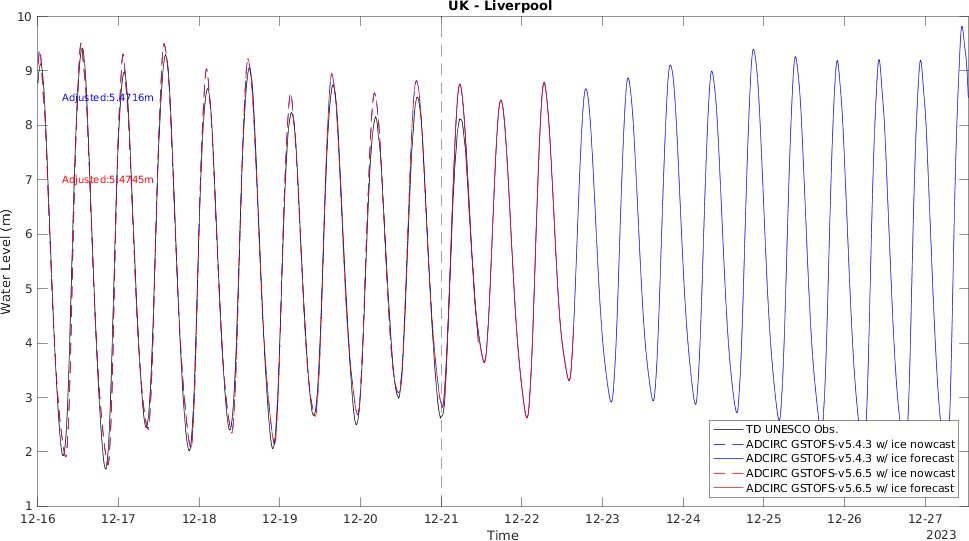 UK - Liverpool
10
9
8
7
6
5
4
3
2
1
Water Level (m)
Adjusted:5.4716m
Adjusted:5.4745m
TD UNESCO Obs.
ADCIRC GSTOFS-v5.4.3 w/ ice nowcast
ADCIRC GSTOFS-v5.4.3 w/ ice forecast
ADCIRC GSTOFS-v5.6.5 w/ ice nowcast
ADCIRC GSTOFS-v5.6.5 w/ ice forecast
12-16 12-17 12-18 12-19 12-20 12-21 12-22 12-23 12-24 12-25 12-26 12-27
Time
2023